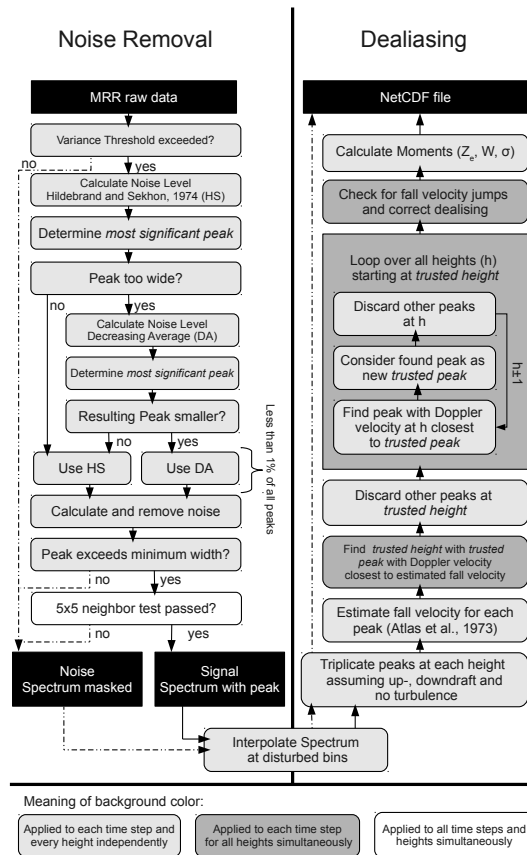 Noise Removal
MRR raw data
Variance Threshold exceeded?
no
yes
Calculate Noise Level
Hildebrand and Sekhon, 1974 (HS)
Determine most significant peak
Peak too wide?
no
yes
Calculate Noise Level
Decreasing Average (DA)
Determine most significant peak
Resulting Peak smaller?
no
yes
Less than 1%
of all peaks
Use HS
Use DA
Calculate and remove noise
Peak exceeds minimum width?
no
yes
5x5 neighbor test passed?
no
yes
Noise
Spectrum masked
Signal
Spectrum with peak
Interpolate Spectrum
at disturbed bins
Dealiasing
NetCDF file
Calculate Moments (Ze, W, σ)
Check for fall velocity jumps
and correct dealising
Loop over all heights (h)
starting at trusted height
Discard other peaks
at h
Consider found peak as
new trusted peak
h±1
Find peak with Doppler
velocity at h closest
to trusted peak
Discard other peaks at
trusted height
Find trusted height with trusted
peak with Doppler velocity
closest to estimated fall velocity
Estimate fall velocity for each
peak (Atlas et al., 1973)
Triplicate peaks at each height
assuming up-, downdraft and
no turbulence
Meaning of background color:
Applied to each time step and
every height independently
Applied to each time step
for all heights simultaneously
Applied to all time steps and
heights simultaneously